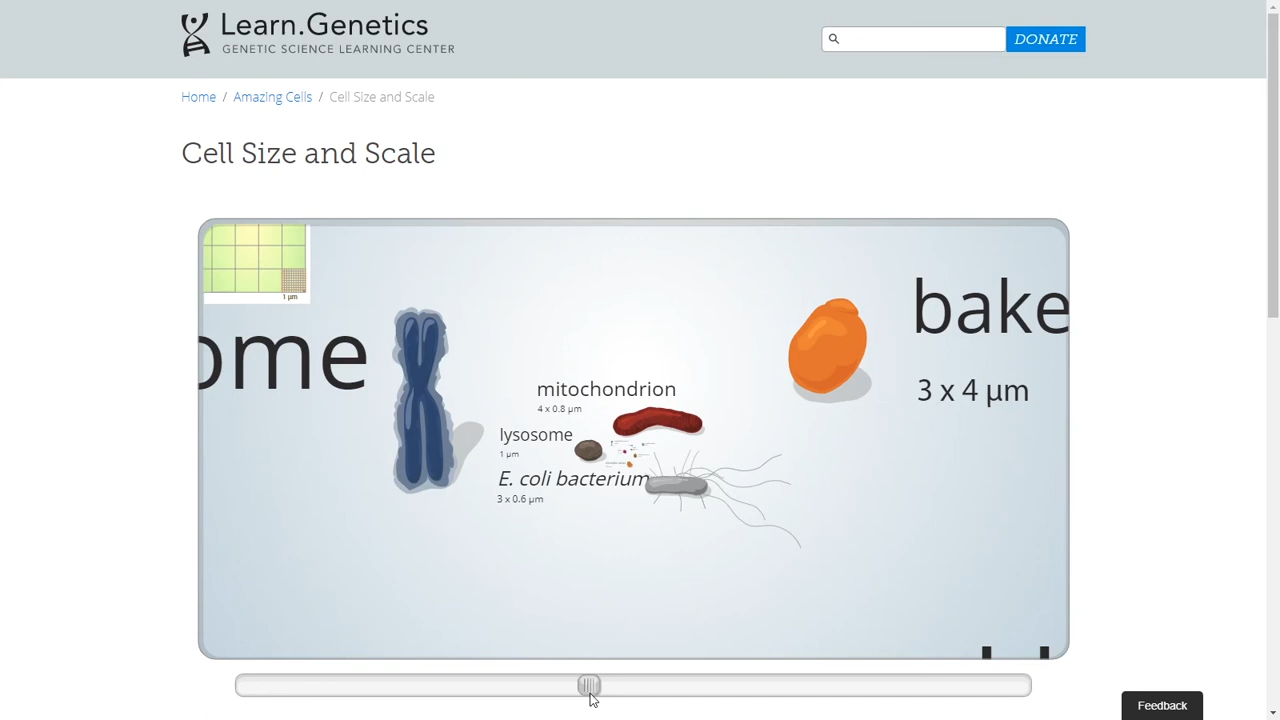 Learn.Genetics
GENETIC SCIENCE LEARNING CENTER
DONATE
Home / Amazing Cells / Cell Size and Scale
Cell Size and Scale
1 µm
ome
bake
3 x 4 µm
mitochondrion
4 x 0.8 µm
lysosome
1 µm
E. coli bacterium
3 x 0.6 µm
Feedback